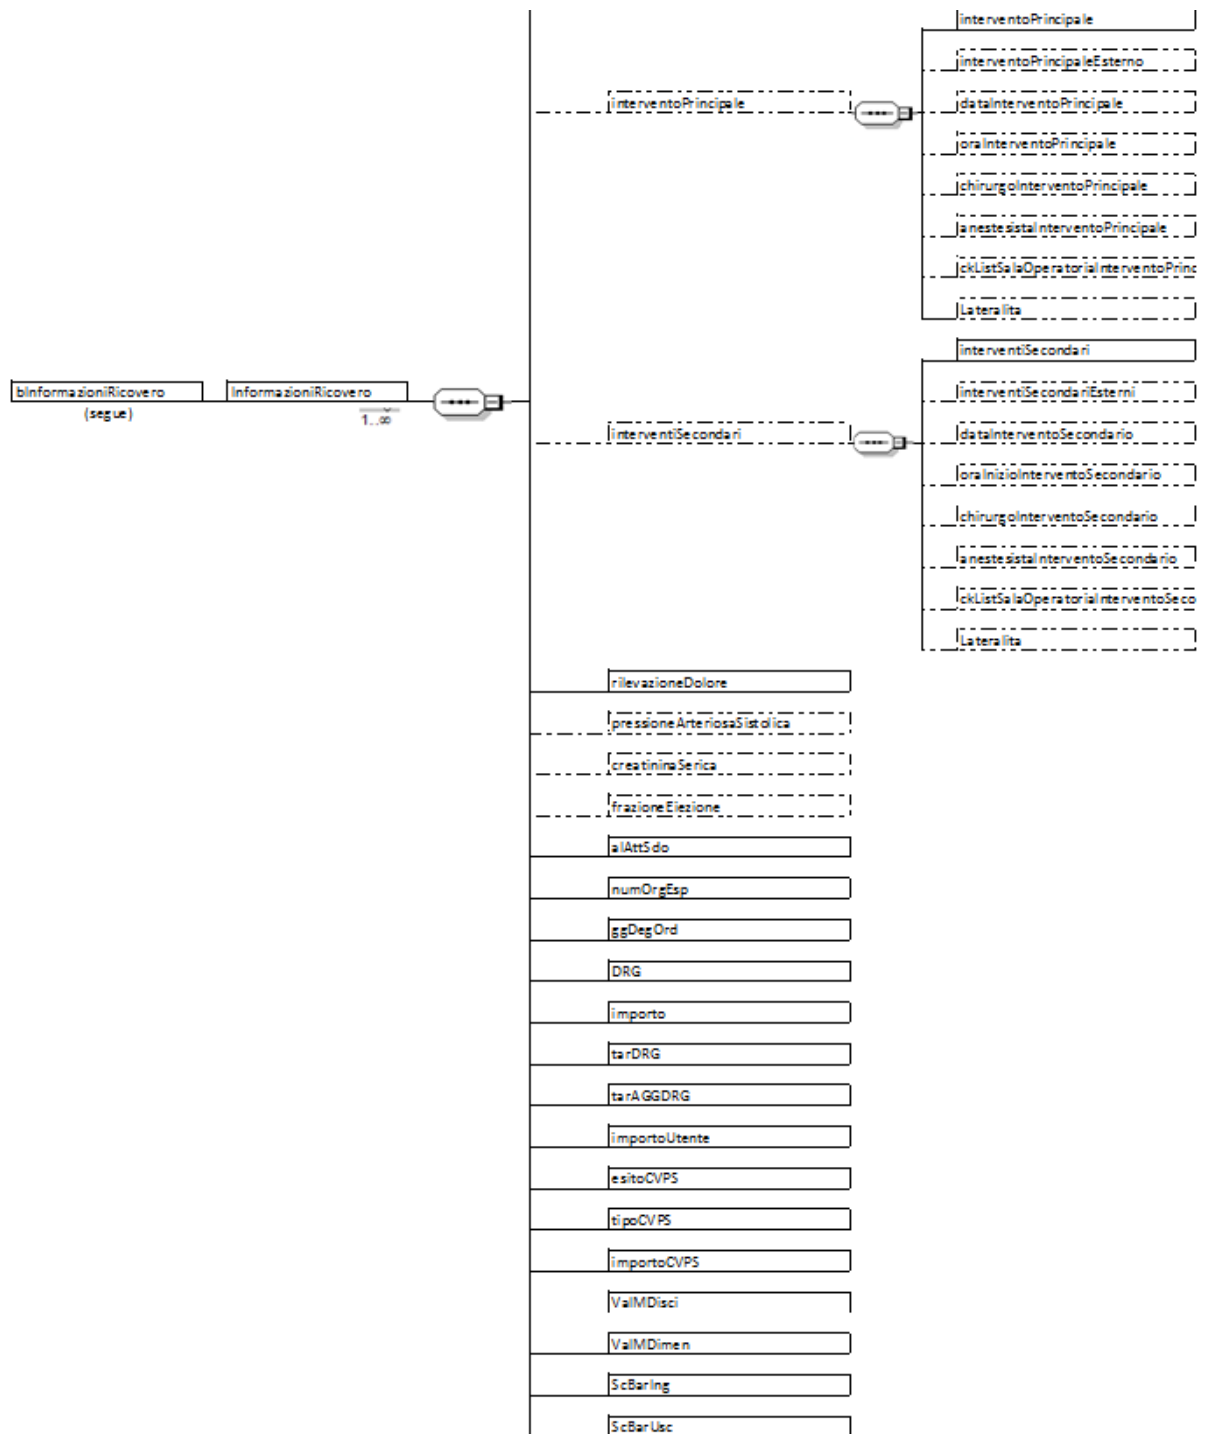 interventoPrincipale
interventoPrincipaleEsterno
interventoPrincipale
dataInterventoPrincipale
oraInterventoPrincipale
chirurgoInterventoPrincipale
anestesistaInterventoPrincipale
ckListSalaOperatoriaInterventoPrinc
Lateralita
bInformazioniRicovero
(segue)
InformazioniRicovero
1..∞
interventiSecondari
interventiSecondari
interventiSecondariEsterni
dataInterventoSecondario
oraInizioInterventoSecondario
chirurgoInterventoSecondario
anestesistaInterventoSecondario
ckListSalaOperatoriaInterventoSeco
Lateralita
rilevazioneDolore
pressioneArteriosaSistolica
creatininaSerica
frazioneEiezione
alAttSdo
numOrgEsp
ggDegOrd
DRG
importo
tarDRG
tarAGGDRG
importoUtente
esitoCVPS
tipoCVPS
importoCVPS
ValMDisci
ValMDimen
ScBarIng
ScBarUsc